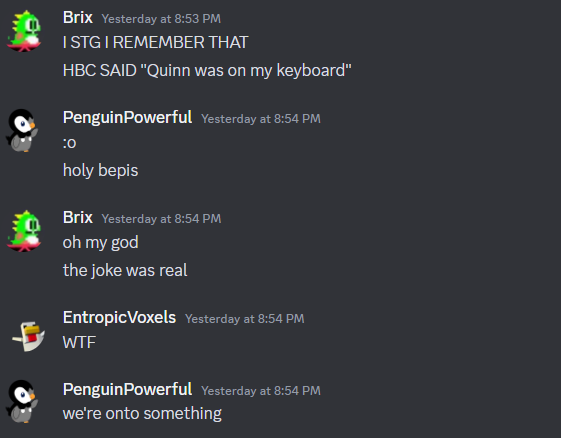 Brix Yesterday at 8:53 PM
I STG I REMEMBER THAT
HBC SAID "Quinn was on my keyboard"
PenguinPowerful Yesterday at 8:54 PM
:o
holy bepis
Brix Yesterday at 8:54 PM
oh my god
the joke was real
EntropicVoxels Yesterday at 8:54 PM
WTF
PenguinPowerful Yesterday at 8:54 PM
we're onto something